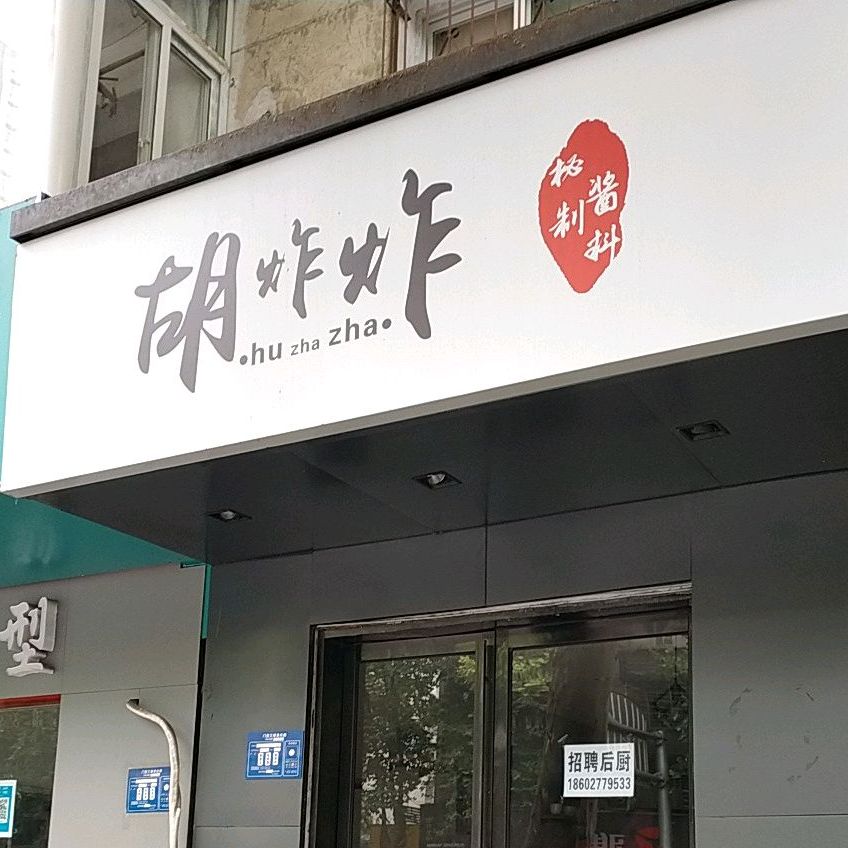 胡炸炸
•hu zha zha•
秘制
酱料
型
招聘后厨
18602779533